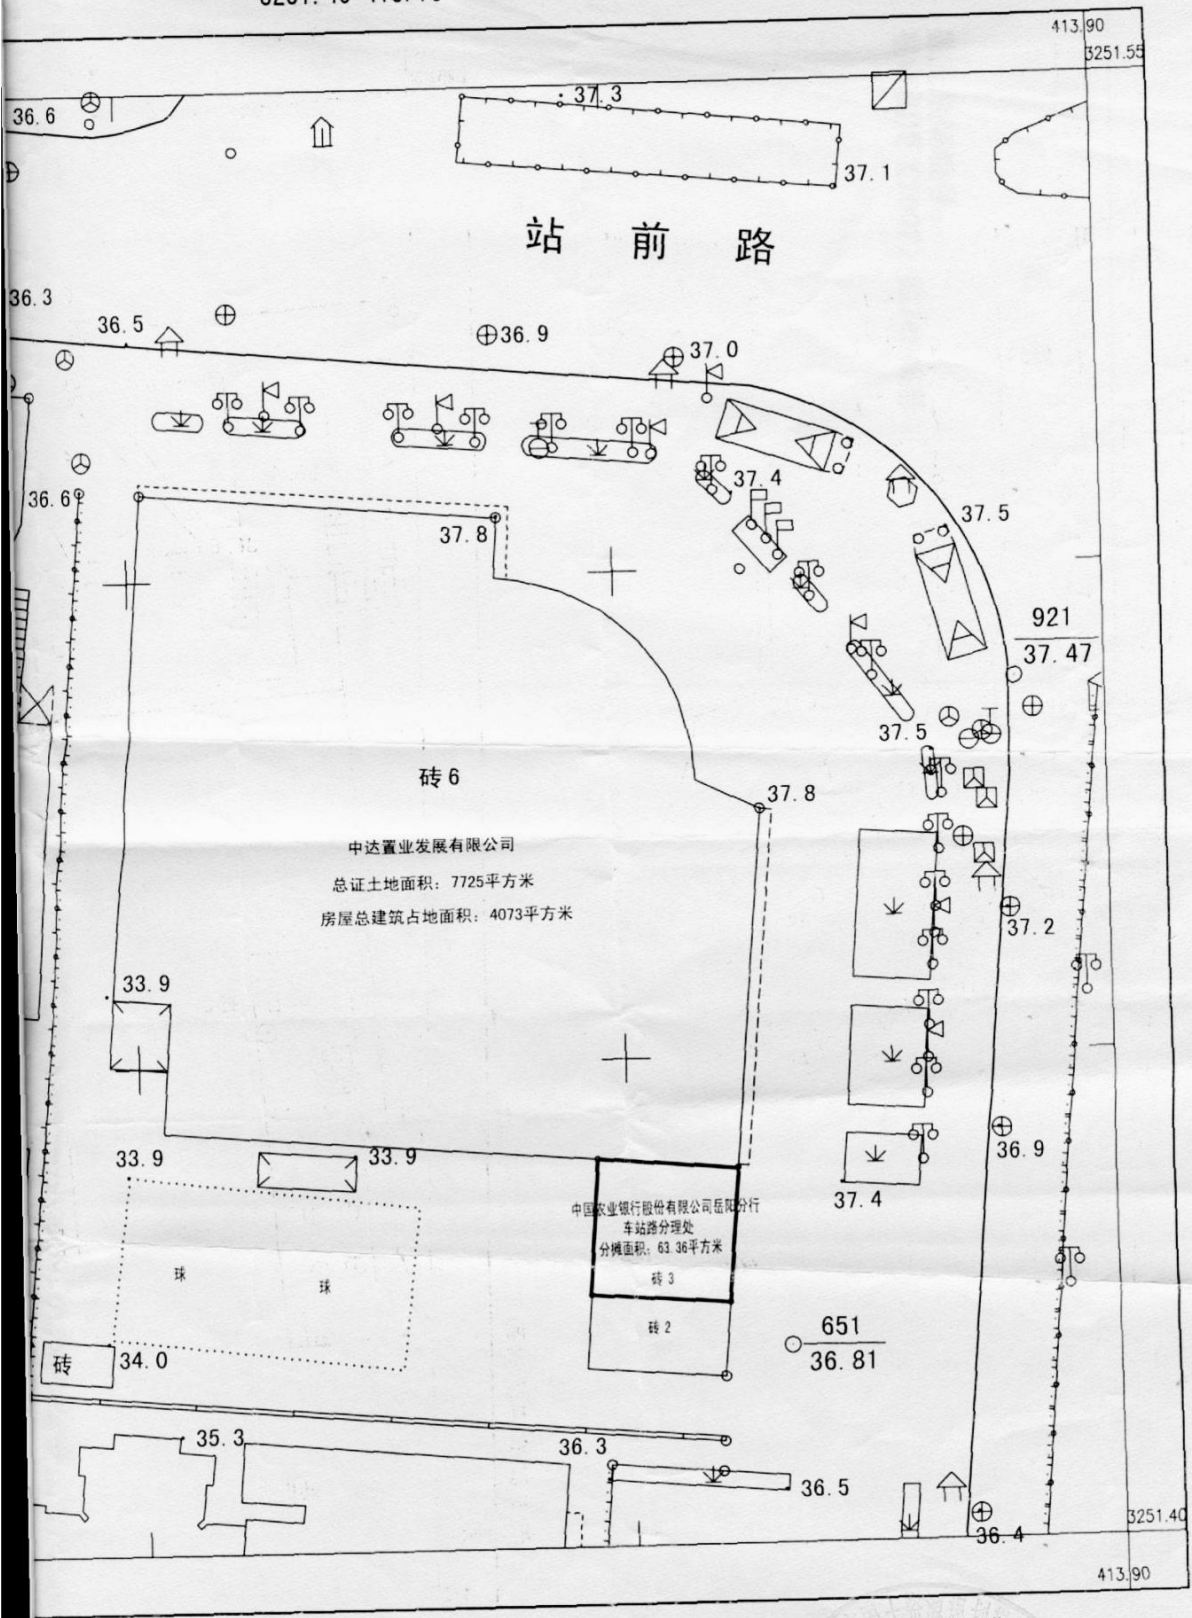 413.90
3251.55
36.6
37.3
37.1
站前路
36.3
36.5
36.9
37.0
37.4
36.6
37.8
37.5
921
37.47
37.5
砖6
37.8
中达置业发展有限公司
总证土地面积：7725平方米
房屋总建筑占地面积：4073平方米
37.2
33.9
36.9
33.9
33.9
37.4
中国农业银行股份有限公司岳阳分行
车站路分理处
分摊面积：63.36平方米
砖3
球
球
砖2
651
36.81
砖
34.0
35.3
36.3
36.5
36.4
3251.40
413.90